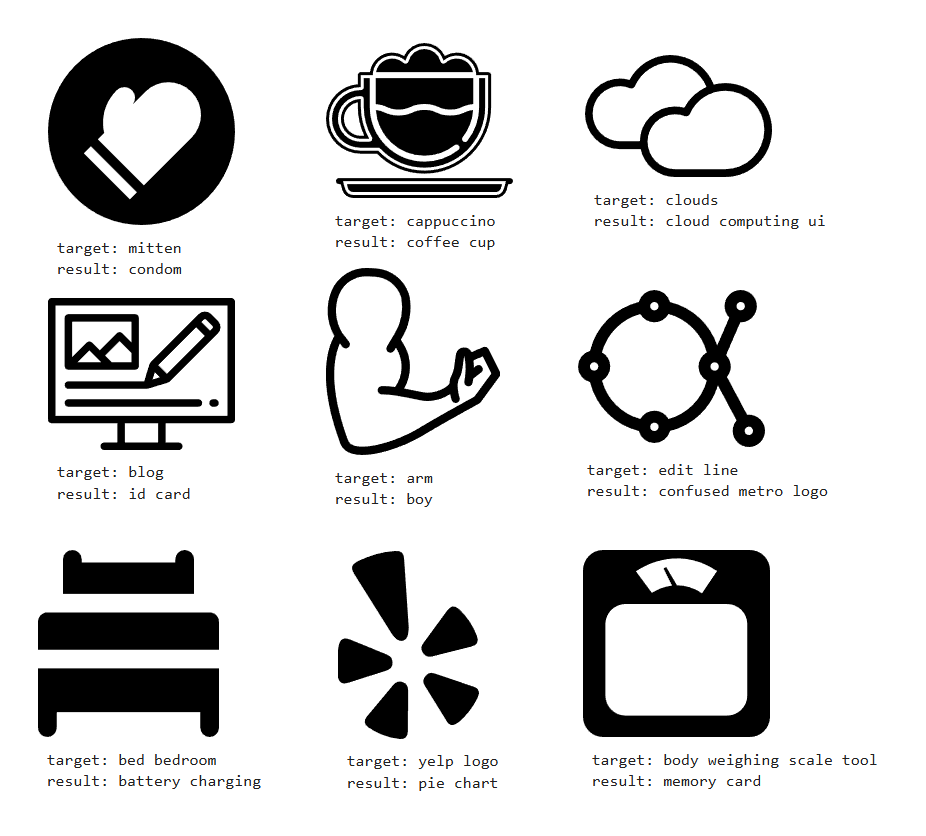 target: mitten
result: condom
target: cappuccino
result: coffee cup
target: clouds
result: cloud computing ui
target: blog
result: id card
target: arm
result: boy
target: edit line
result: confused metro logo
target: bed bedroom
result: battery charging
target: yelp logo
result: pie chart
target: body weighing scale tool
result: memory card